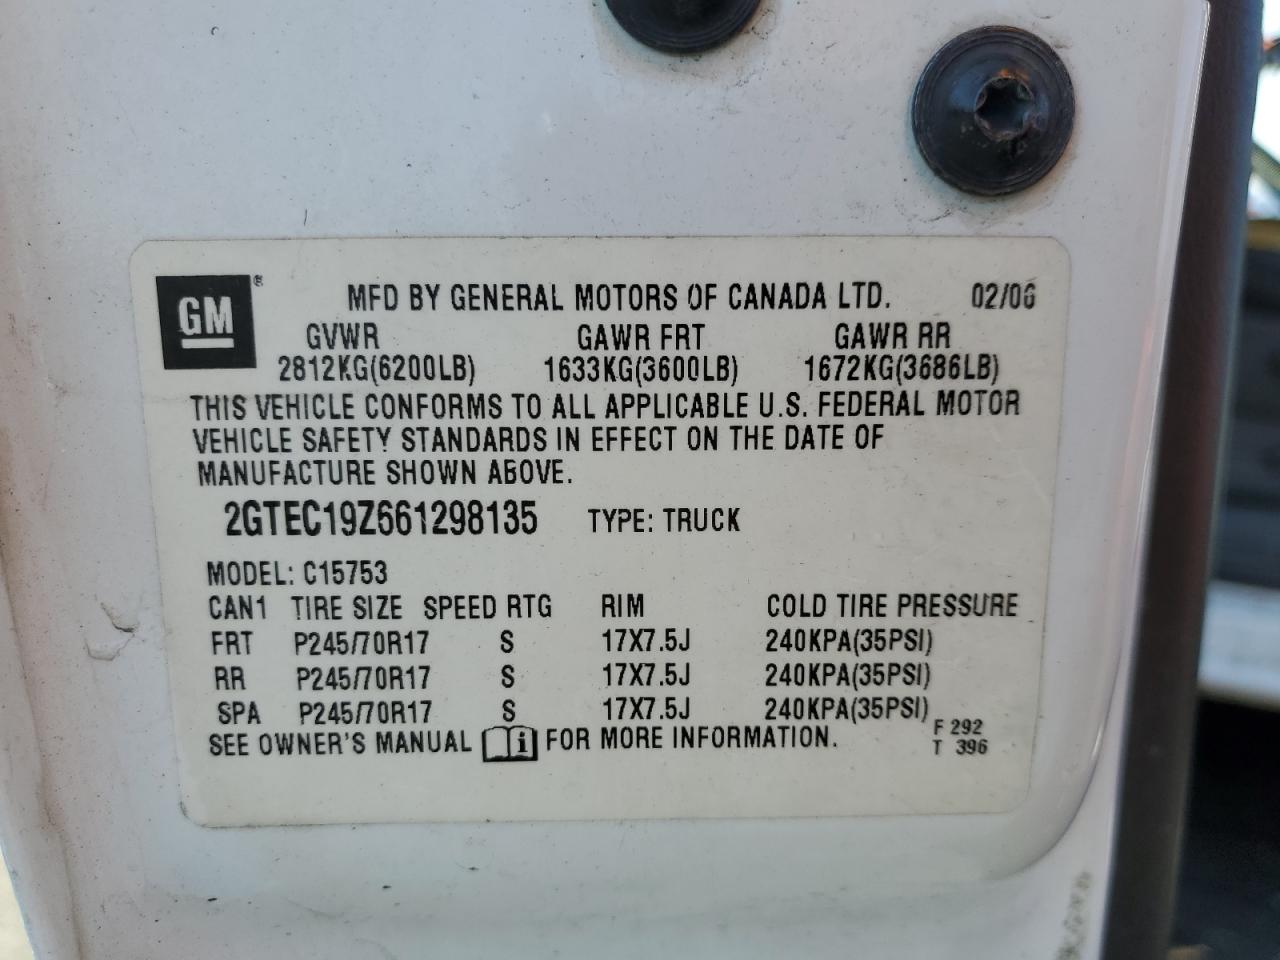 GM ®
MFD BY GENERAL MOTORS OF CANADA LTD. 02/06
GVWR GAWR FRT GAWR RR
2812KG(6200LB) 1633KG(3600LB) 1672KG(3686LB)
THIS VEHICLE CONFORMS TO ALL APPLICABLE U.S. FEDERAL MOTOR
VEHICLE SAFETY STANDARDS IN EFFECT ON THE DATE OF
MANUFACTURE SHOWN ABOVE.
2GTEC19Z661298135 TYPE: TRUCK
MODEL: C15753
CAN1 TIRE SIZE SPEED RTG RIM COLD TIRE PRESSURE
FRT P245/70R17 S 17X7.5J 240KPA(35PSI)
RR P245/70R17 S 17X7.5J 240KPA(35PSI)
SPA P245/70R17 S 17X7.5J 240KPA(35PSI)
SEE OWNER'S MANUAL i FOR MORE INFORMATION.
F 292
T 396